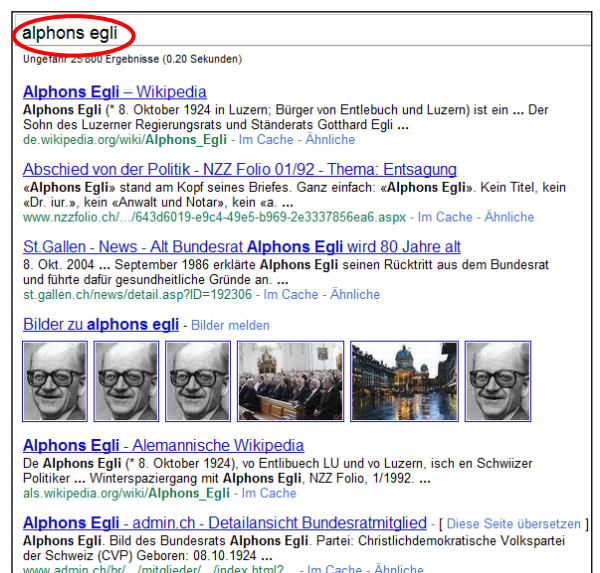 alphons egli
Ungefähr 25 800 Ergebnisse (0.20 Sekunden)
Alphons Egli – Wikipedia
Alphons Egli (* 8. Oktober 1924 in Luzern; Bürger von Entlebuch und Luzern) ist ein ... Der
Sohn des Luzerner Regierungsrats und Ständerats Gotthard Egli ...
de.wikipedia.org/wiki/Alphons_Egli - Im Cache - Ähnliche
Abschied von der Politik - NZZ Folio 01/92 - Thema: Entsagung
«Alphons Egli» stand am Kopf seines Briefes. Ganz einfach: «Alphons Egli». Kein Titel, kein
«Dr. iur.», kein «Anwalt und Notar», kein «a. ...
www.nzzfolio.ch/.../643d6019-e9c4-49e5-b969-2e3337856ea6.aspx - Im Cache - Ähnliche
St.Gallen - News - Alt Bundesrat Alphons Egli wird 80 Jahre alt
8. Okt. 2004 ... September 1986 erklärte Alphons Egli seinen Rücktritt aus dem Bundesrat
und führte dafür gesundheitliche Gründe an. ...
st.gallen.ch/news/detail.asp?ID=192306 - Im Cache - Ähnliche
Bilder zu alphons egli - Bilder melden
Alphons Egli - Alemannische Wikipedia
De Alphons Egli (* 8. Oktober 1924), vo Entlibuech LU und vo Luzern, isch en Schwiizer
Politiker ... Winterspaziergang mit Alphons Egli, NZZ Folio, 1/1992. ...
als.wikipedia.org/wiki/Alphons_Egli - Im Cache
Alphons Egli - admin.ch - Detailansicht Bundesratmitglied - [ Diese Seite übersetzen ]
Alphons Egli. Bild des Bundesrats Alphons Egli. Partei: Christlichdemokratische Volkspartei
der Schweiz (CVP) Geboren: 08.10.1924 ...
www.admin.ch/br/.../mitglieder/.../index.html?... - Im Cache - Ähnliche